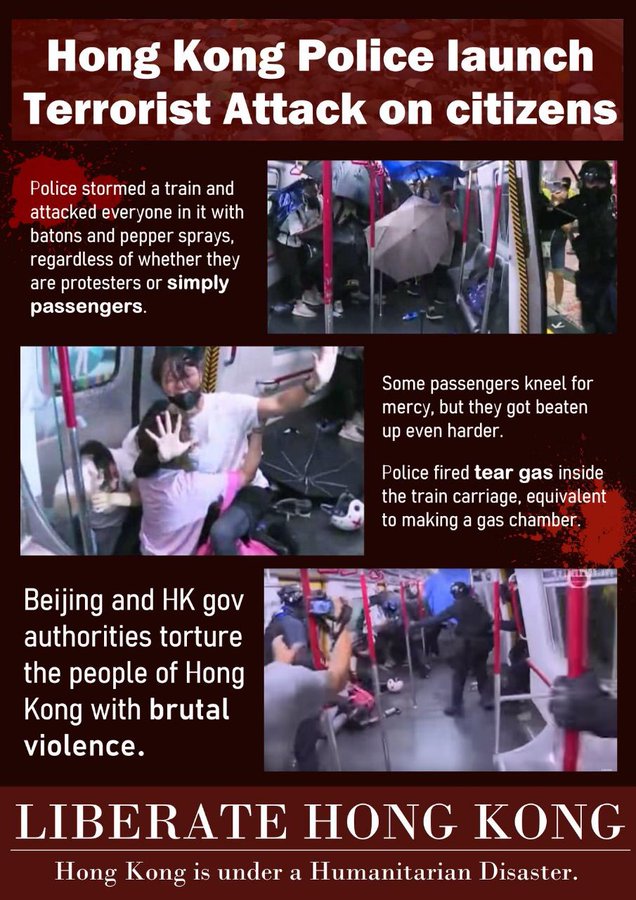 Hong Kong Police launch
Terrorist Attack on citizens
Police stormed a train and
attacked everyone in it with
batons and pepper sprays,
regardless of whether they
are protesters or simply
passengers.
Some passengers kneel for
mercy, but they got beaten
up even harder.
Police fired tear gas inside
the train carriage, equivalent
to making a gas chamber.
Beijing and HK gov
authorities torture
the people of Hong
Kong with brutal
violence.
LIBERATE HONG KONG
Hong Kong is under a Humanitarian Disaster.